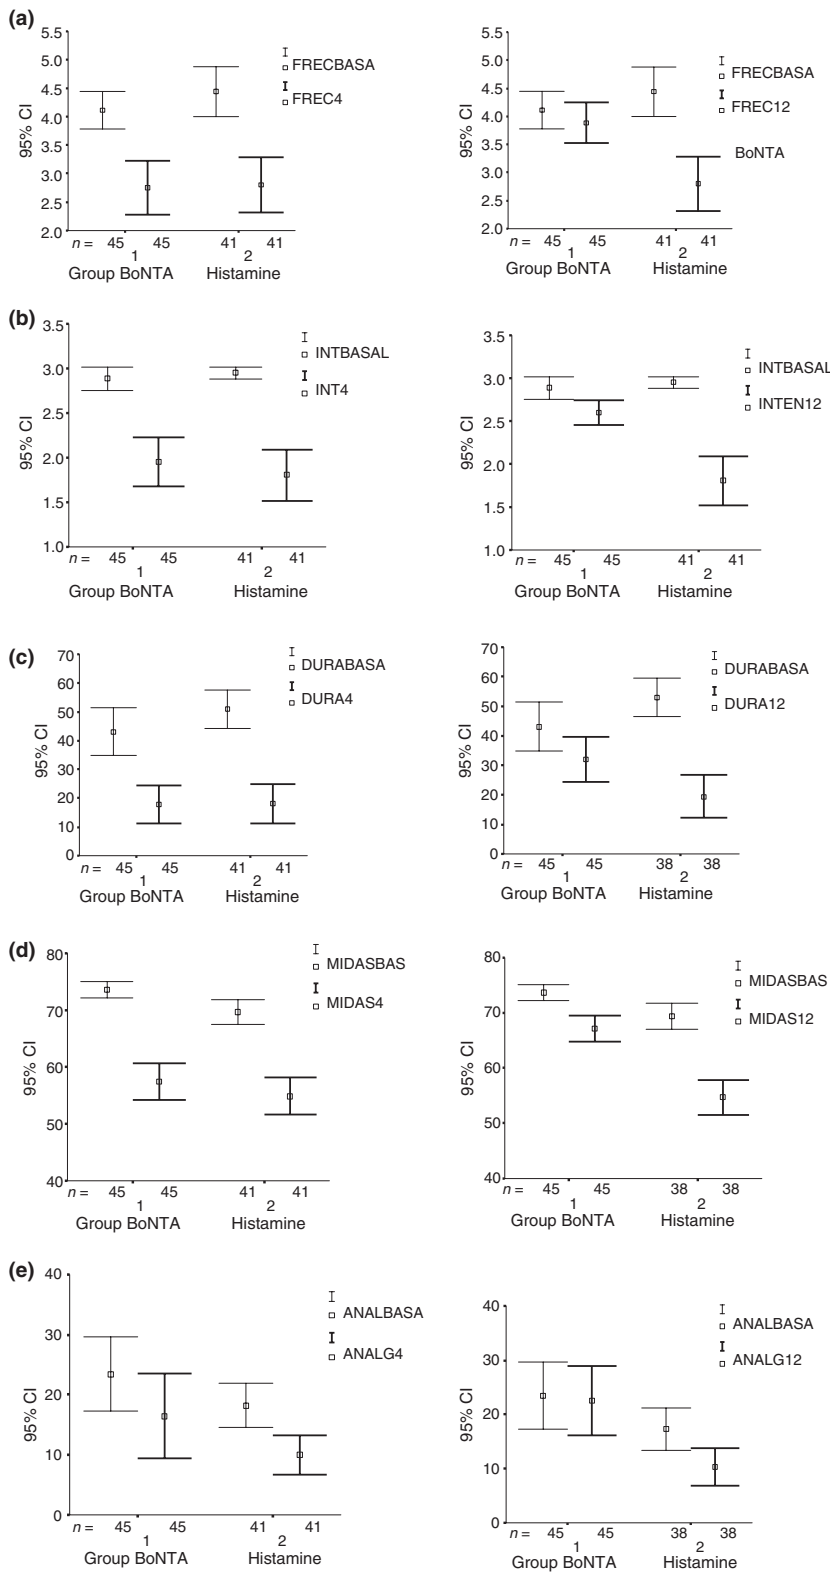 (a)
5.5
5.0
4.5
4.0
3.5
3.0
2.5
2.0
95% CI
FRECBASA
FREC4
n = 45 45 41 41
1 2
Group BoNTA Histamine
5.5
5.0
4.5
4.0
3.5
3.0
2.5
2.0
95% CI
FRECBASA
FREC12
BoNTA
n = 45 45 41 41
1 2
Group BoNTA Histamine
(b)
3.5
3.0
2.5
2.0
1.5
1.0
95% CI
INTBASAL
INT4
n = 45 45 41 41
1 2
Group BoNTA Histamine
3.5
3.0
2.5
2.0
1.5
1.0
95% CI
INTBASAL
INTEN12
n = 45 45 41 41
1 2
Group BoNTA Histamine
(c)
70
60
50
40
30
20
10
0
95% CI
DURABASA
DURA4
n = 45 45 41 41
1 2
Group BoNTA Histamine
70
60
50
40
30
20
10
0
95% CI
DURABASA
DURA12
n = 45 45 38 38
1 2
Group BoNTA Histamine
(d)
80
70
60
50
40
95% CI
MIDASBAS
MIDAS4
n = 45 45 41 41
1 2
Group BoNTA Histamine
80
70
60
50
40
95% CI
MIDASBAS
MIDAS12
n = 45 45 38 38
1 2
Group BoNTA Histamine
(e)
40
30
20
10
0
95% CI
ANALBASA
ANALG4
n = 45 45 41 41
1 2
Group BoNTA Histamine
40
30
20
10
0
95% CI
ANALBASA
ANALG12
n = 45 45 38 38
1 2
Group BoNTA Histamine